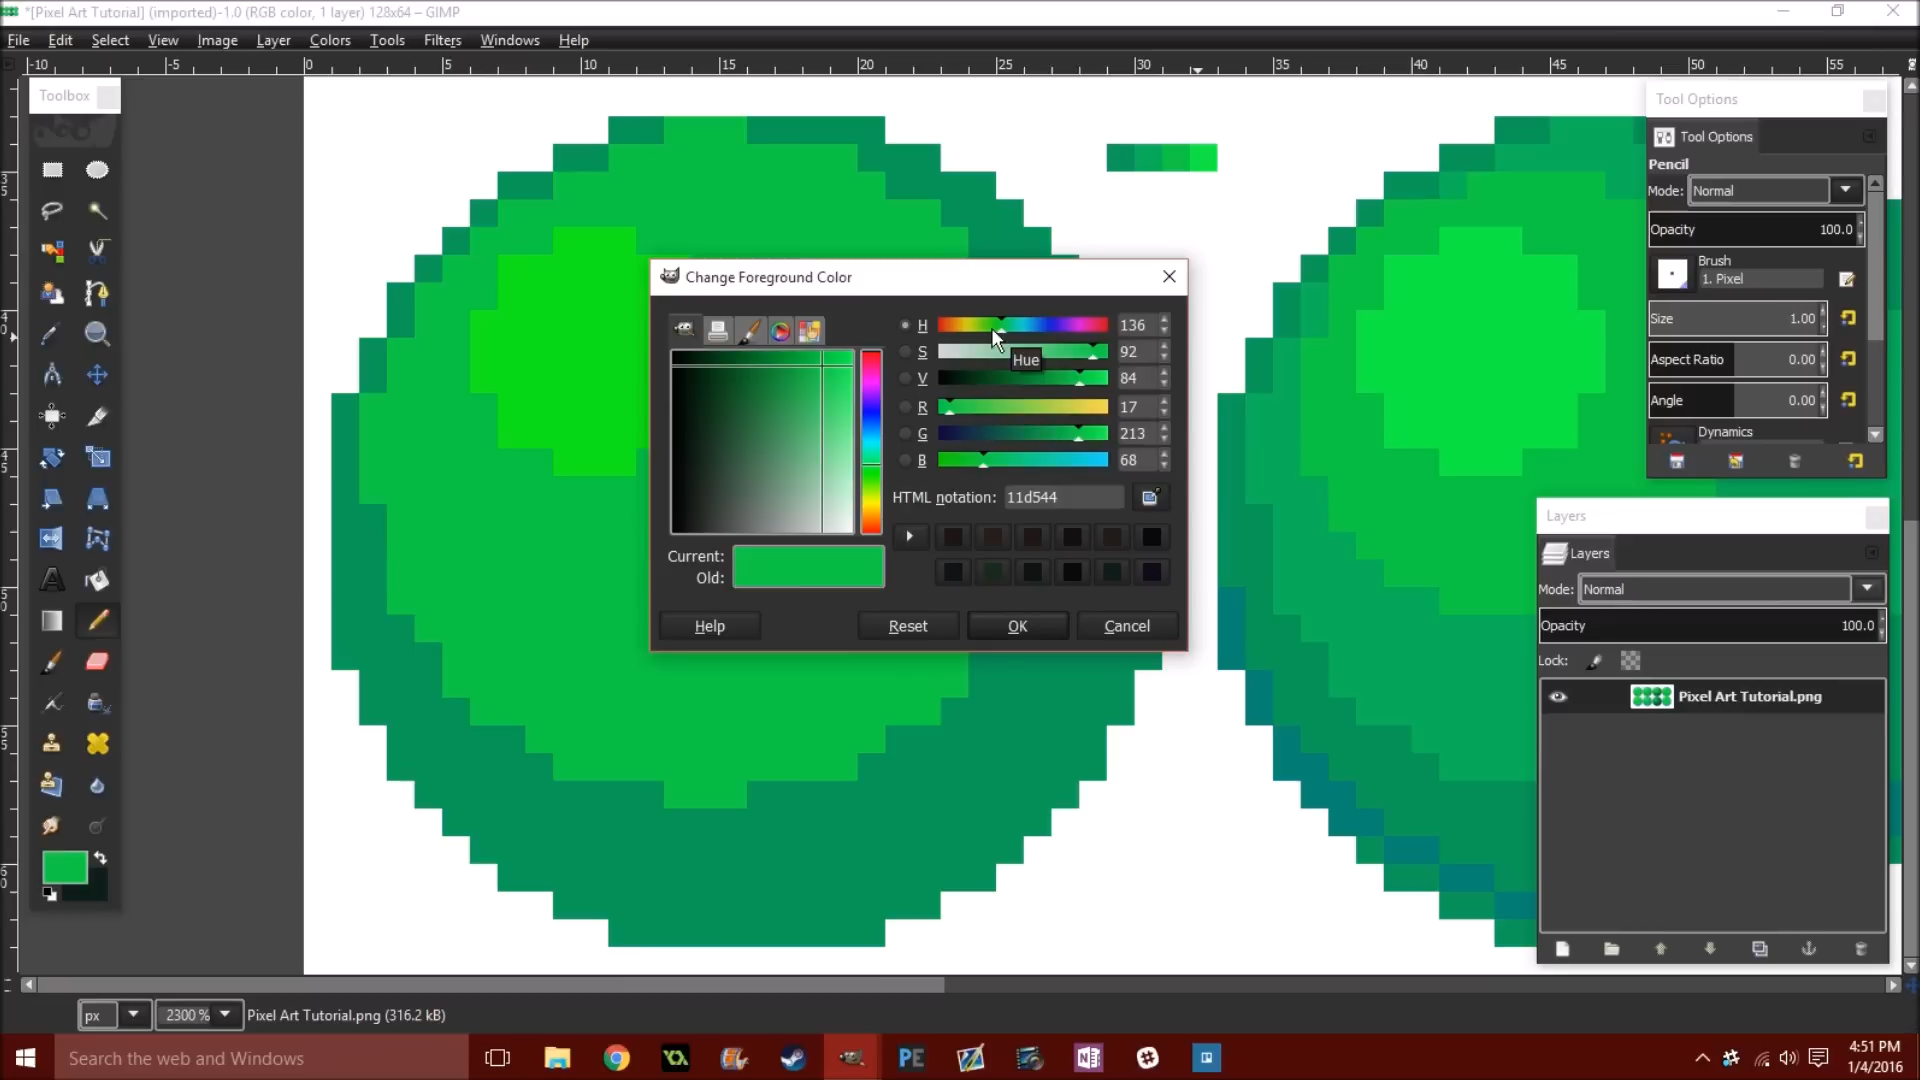 *[Pixel Art Tutorial] (imported)-1.0 (RGB color, 1 layer) 128x64 – GIMP
File Edit Select View Image Layer Colors Tools Filters Windows Help
-10 -5 0 5 10 15 20 25 30 35 40 45 50 55
Toolbox
Tool Options
Tool Options
Pencil
Mode: Normal
Opacity 100.0
Brush
1. Pixel
Size 1.00
Aspect Ratio 0.00
Angle 0.00
Dynamics
Change Foreground Color
H 136
S 92
Hue
V 84
R 17
G 213
B 68
HTML notation: 11d544
Current:
Old:
Help Reset OK Cancel
Layers
Layers
Mode: Normal
Opacity 100.0
Lock:
Pixel Art Tutorial.png
px 2300 % Pixel Art Tutorial.png (316.2 kB)
Search the web and Windows
PE
N
4:51 PM
1/4/2016